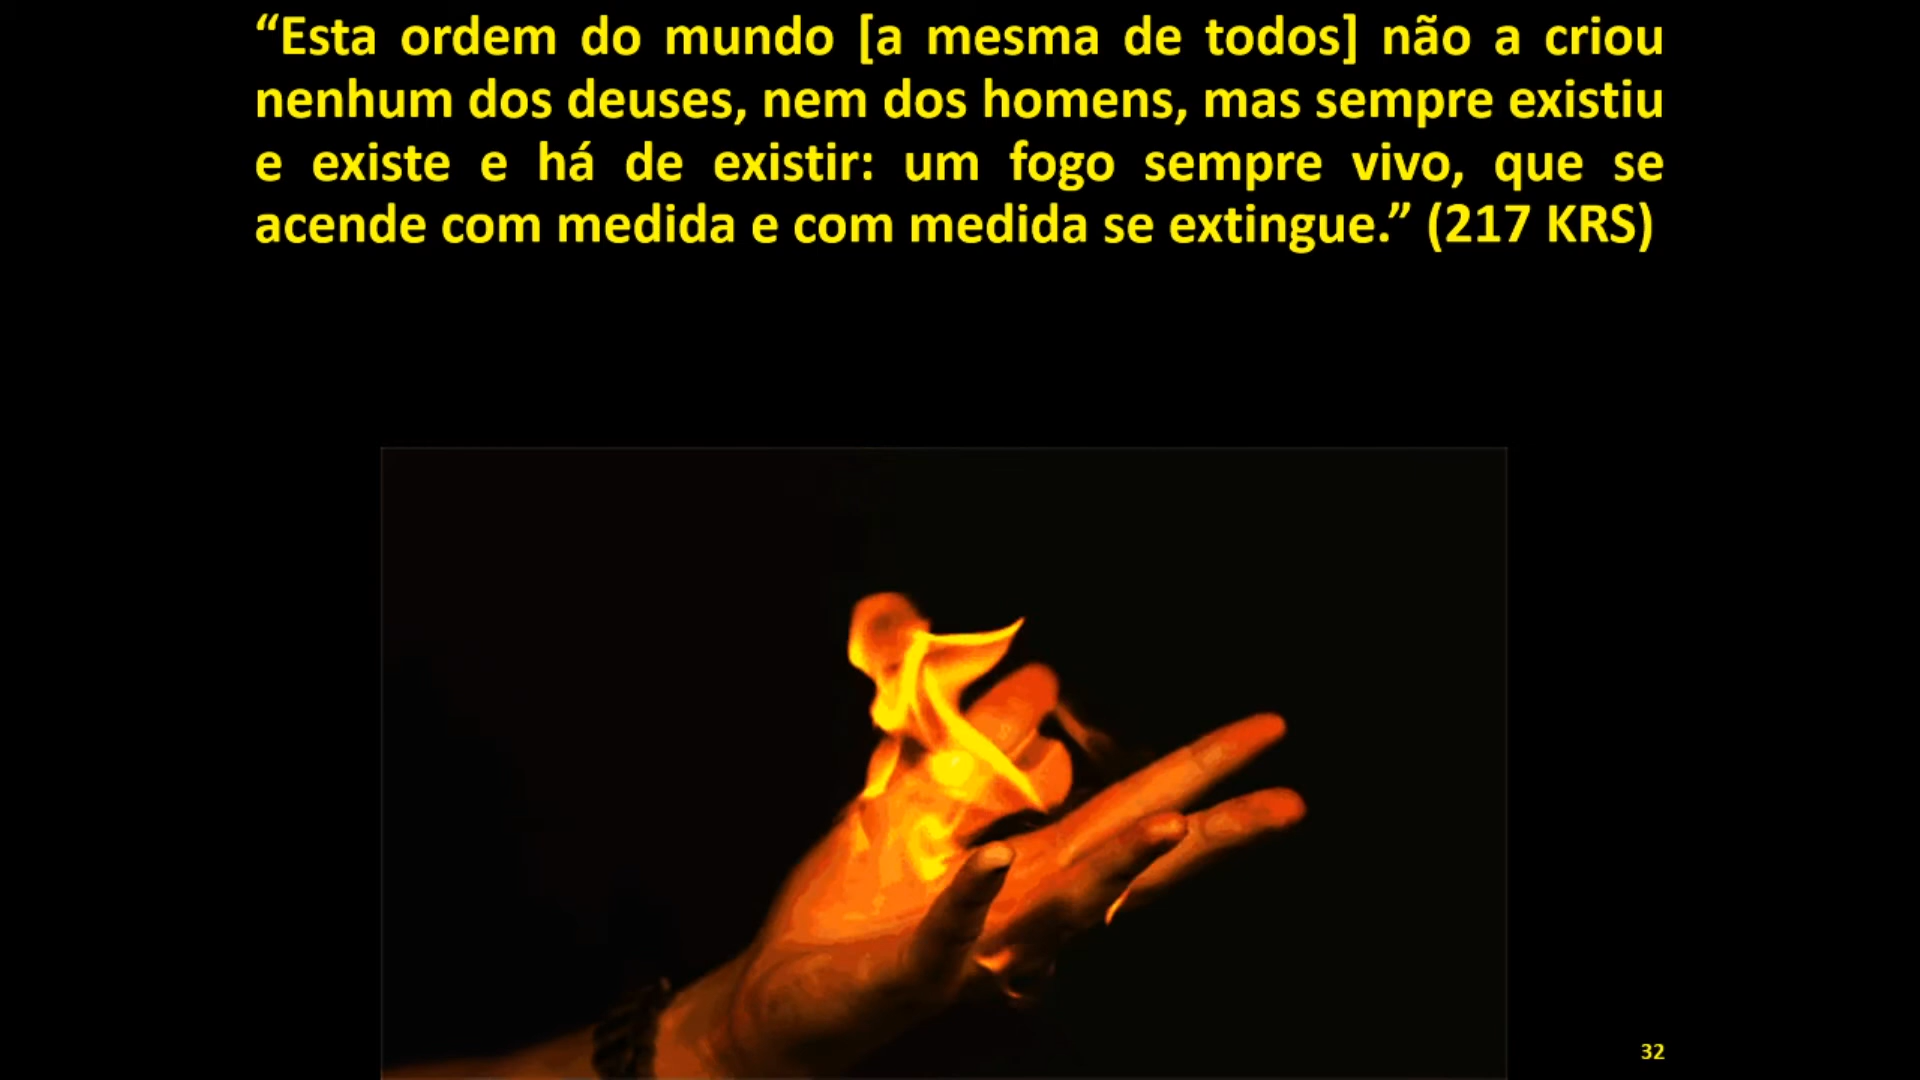 “Esta ordem do mundo [a mesma de todos] não a criou
nenhum dos deuses, nem dos homens, mas sempre existiu
e existe e há de existir: um fogo sempre vivo, que se
acende com medida e com medida se extingue.” (217 KRS)
32